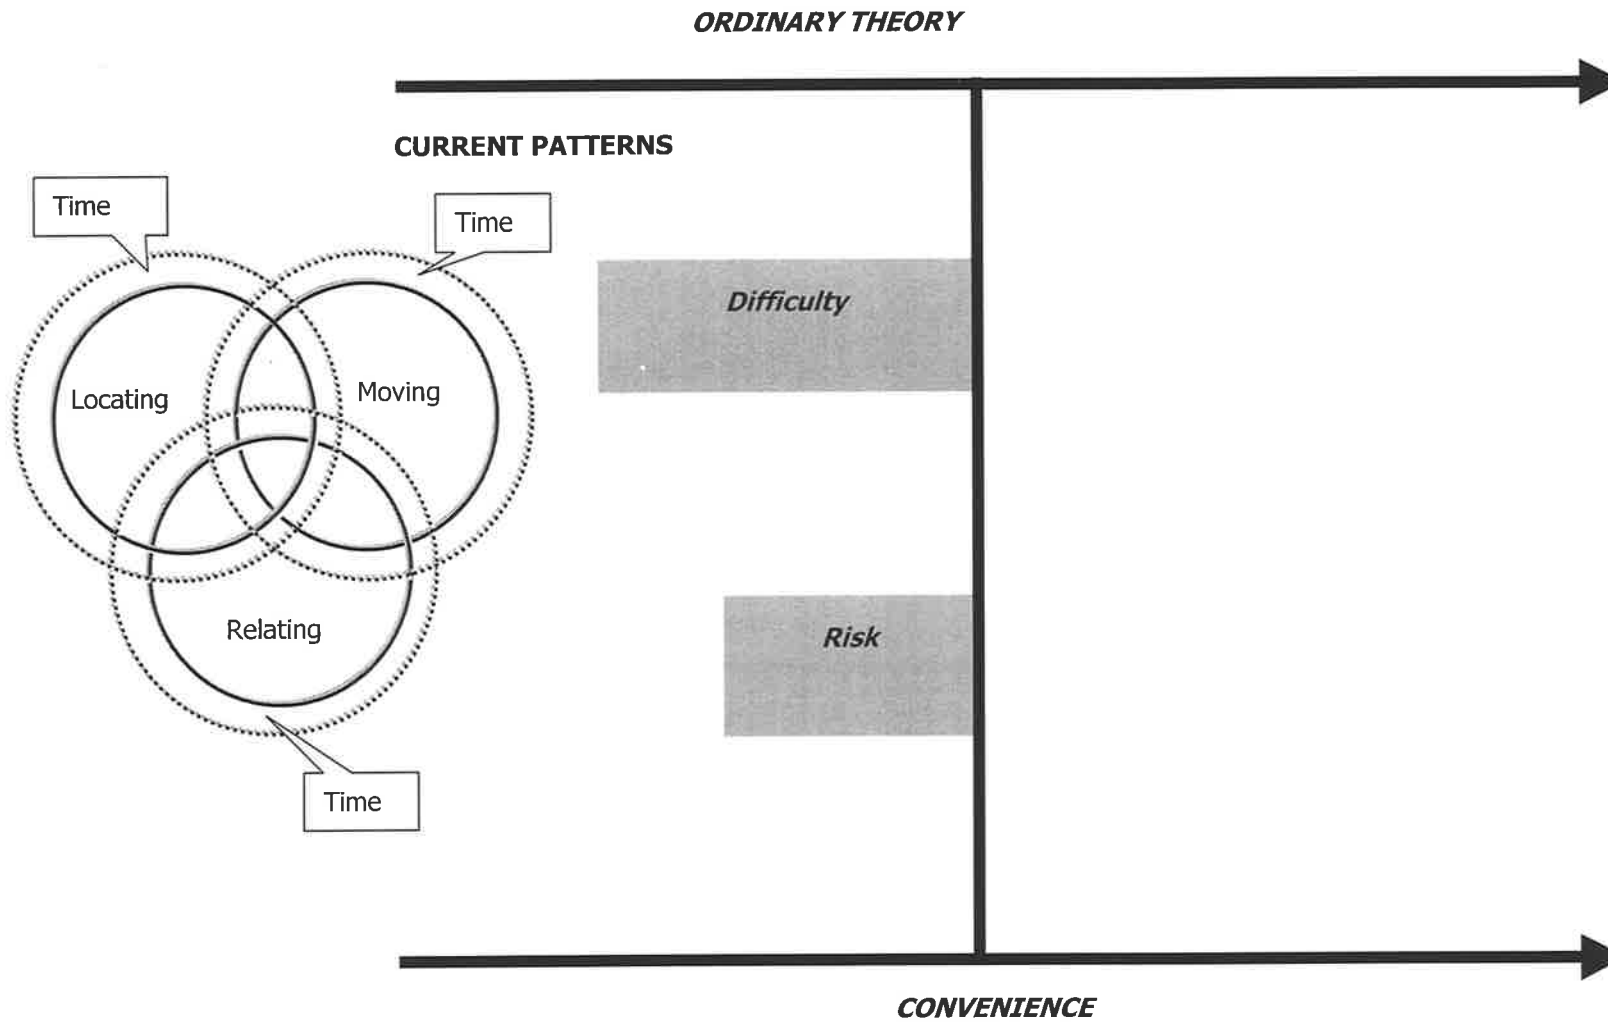 ORDINARY THEORY
CURRENT PATTERNS
Time
Time
Difficulty
Locating
Moving
Relating
Risk
Time
CONVENIENCE